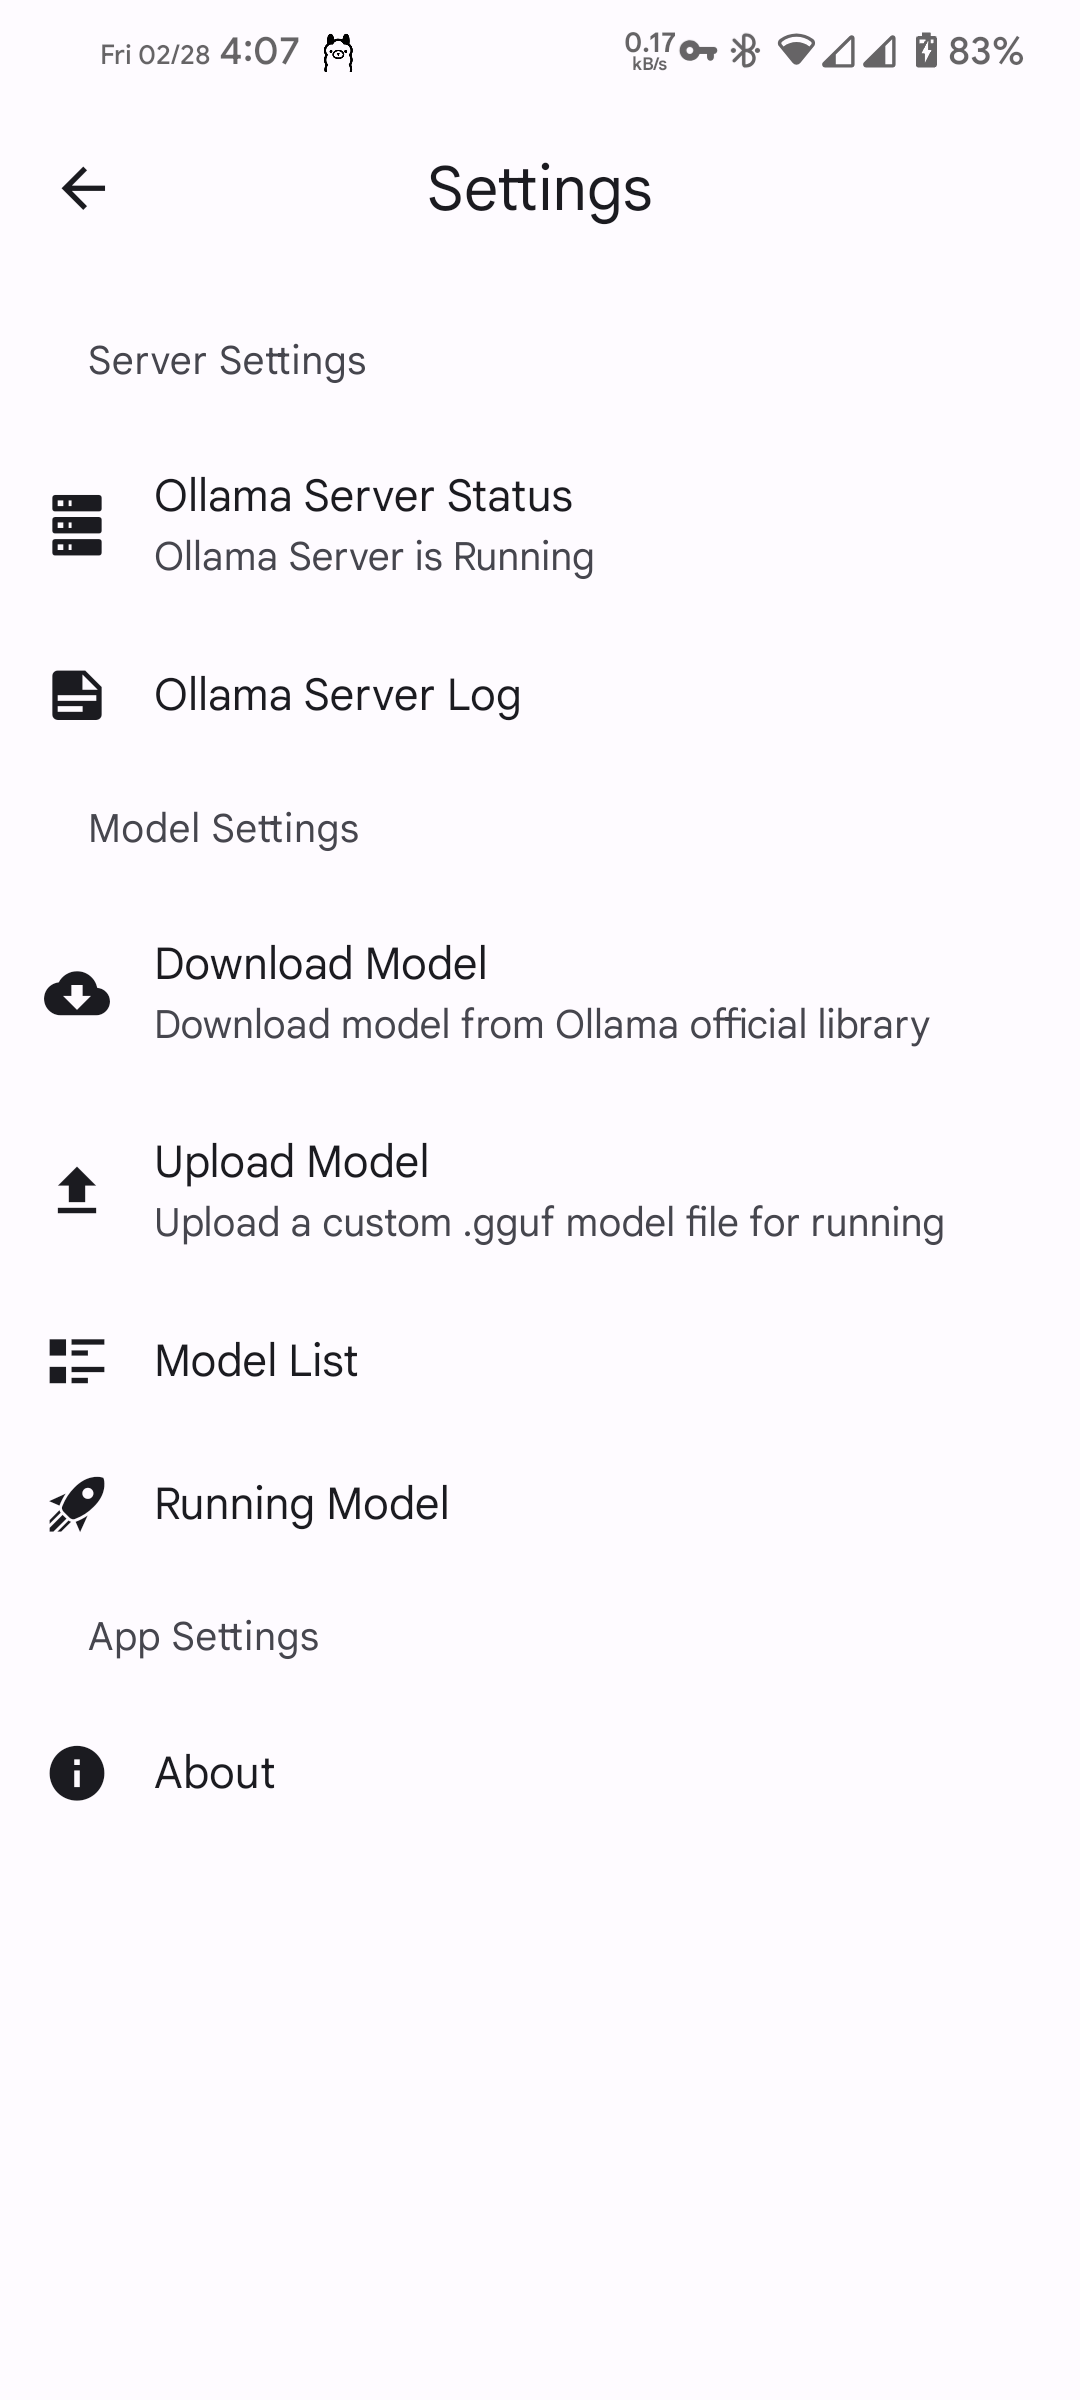 Fri 02/28 4:07 0.17 kB/s 83%
Settings
Server Settings
Ollama Server Status
Ollama Server is Running
Ollama Server Log
Model Settings
Download Model
Download model from Ollama official library
Upload Model
Upload a custom .gguf model file for running
Model List
Running Model
App Settings
About